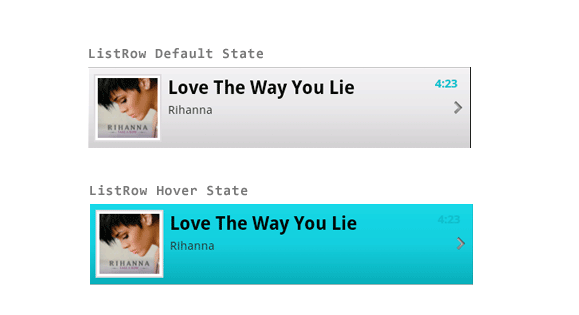 ListRow Default State
Love The Way You Lie
4:23
Rihanna
RIHANNA
ListRow Hover State
Love The Way You Lie
4:23
Rihanna
RIHANNA